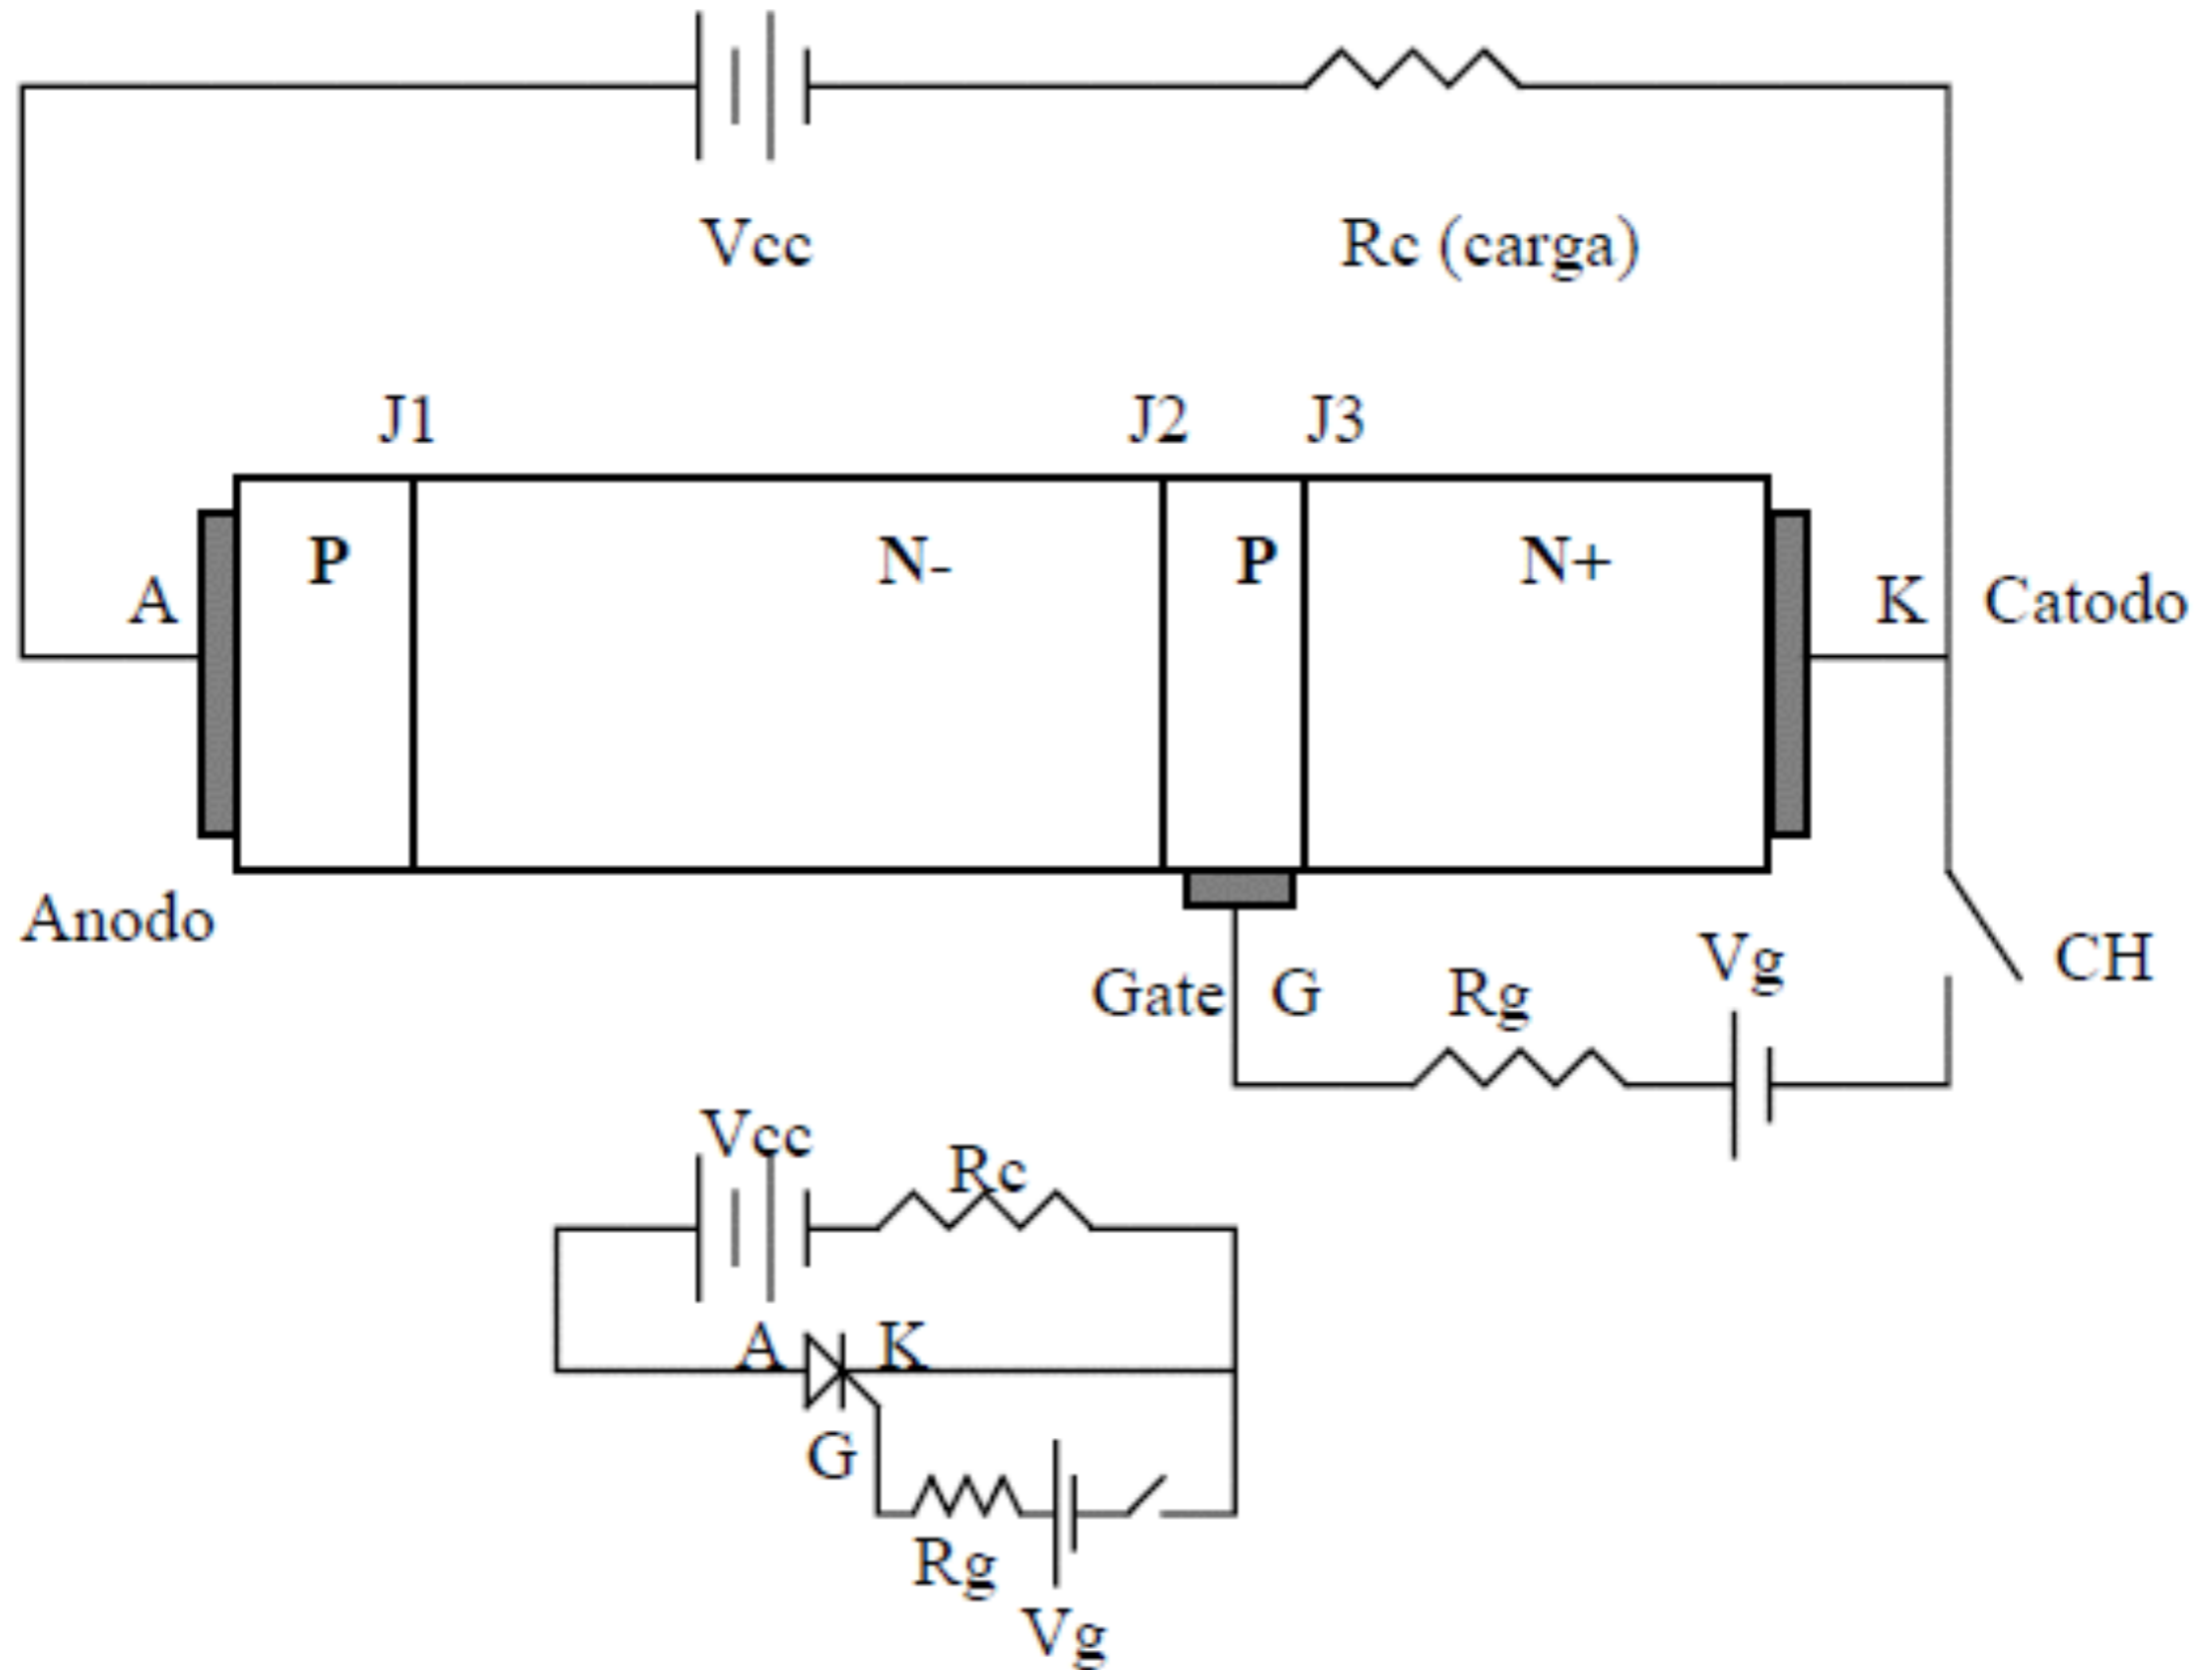 Vcc
Rc (carga)
J1 J2 J3
P N- P N+
A K Catodo
Anodo
Gate G Rg Vg CH
Vcc
Rc
A K
G
Rg
Vg